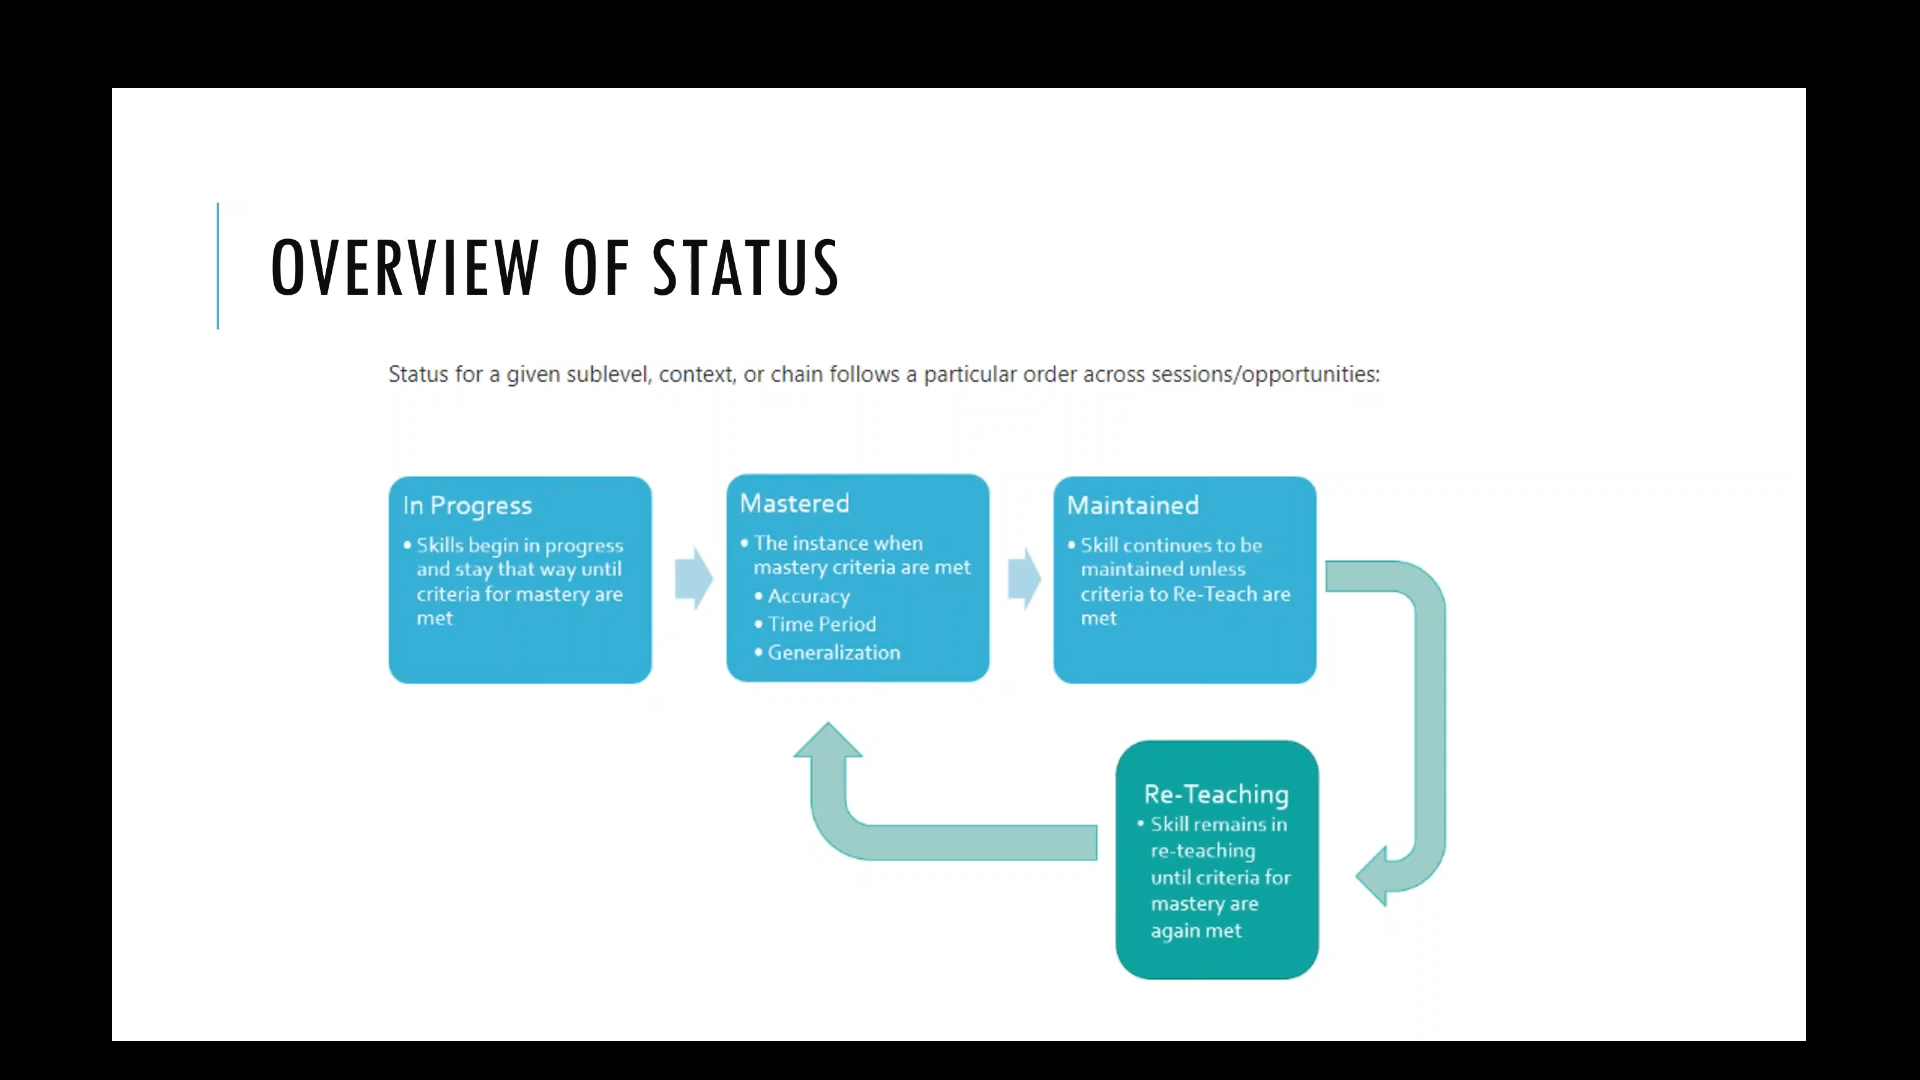 OVERVIEW OF STATUS
Status for a given sublevel, context, or chain follows a particular order across sessions/opportunities:
In Progress
• Skills begin in progress
and stay that way until
criteria for mastery are
met
Mastered
• The instance when
mastery criteria are met
• Accuracy
• Time Period
• Generalization
Maintained
• Skill continues to be
maintained unless
criteria to Re-Teach are
met
Re-Teaching
• Skill remains in
re-teaching
until criteria for
mastery are
again met